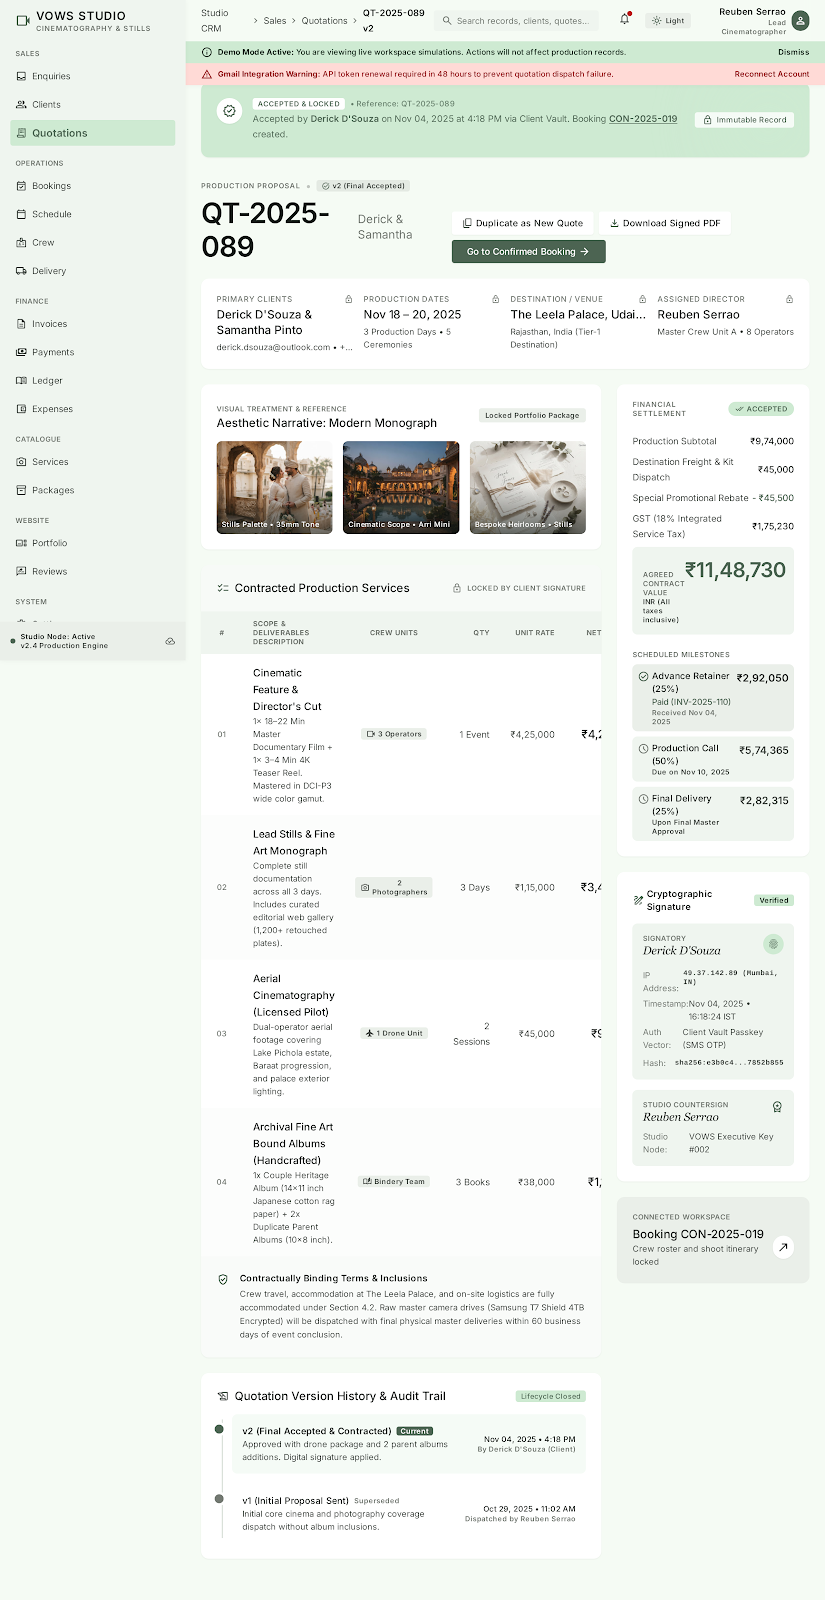 VOWS STUDIO
CINEMATOGRAPHY & STILLS
SALES
Enquiries
Clients
Quotations
OPERATIONS
Bookings
Schedule
Crew
Delivery
FINANCE
Invoices
Payments
Ledger
Expenses
CATALOGUE
Services
Packages
WEBSITE
Portfolio
Reviews
SYSTEM
Studio Node: Active
v2.4 Production Engine
Studio CRM > Sales > Quotations > QT-2025-089 v2
Search records, clients, quotes...
Light
Reuben Serrao
Lead Cinematographer
Demo Mode Active: You are viewing live workspace simulations. Actions will not affect production records.
Dismiss
Gmail Integration Warning: API token renewal required in 48 hours to prevent quotation dispatch failure.
Reconnect Account
ACCEPTED & LOCKED • Reference: QT-2025-089
Accepted by Derick D'Souza on Nov 04, 2025 at 4:18 PM via Client Vault. Booking CON-2025-019
created.
Immutable Record
PRODUCTION PROPOSAL • v2 (Final Accepted)
QT-2025-
089
Derick &
Samantha
Duplicate as New Quote
Download Signed PDF
Go to Confirmed Booking →
PRIMARY CLIENTS
Derick D'Souza &
Samantha Pinto
derick.dsouza@outlook.com • +...
PRODUCTION DATES
Nov 18 – 20, 2025
3 Production Days • 5
Ceremonies
DESTINATION / VENUE
The Leela Palace, Udai...
Rajasthan, India (Tier-1
Destination)
ASSIGNED DIRECTOR
Reuben Serrao
Master Crew Unit A • 8 Operators
VISUAL TREATMENT & REFERENCE
Aesthetic Narrative: Modern Monograph
Locked Portfolio Package
Stills Palette • 35mm Tone
Cinematic Scope • Arri Mini
Bespoke Heirlooms • Stills
Contracted Production Services
LOCKED BY CLIENT SIGNATURE
#
SCOPE &
DELIVERABLES
DESCRIPTION
CREW UNITS
QTY
UNIT RATE
NET
01
Cinematic
Feature &
Director's Cut
1× 18–22 Min
Master
Documentary Film +
1× 3–4 Min 4K
Teaser Reel.
Mastered in DCI-P3
wide color gamut.
3 Operators
1 Event
₹4,25,000
₹4,2
02
Lead Stills & Fine
Art Monograph
Complete still
documentation
across all 3 days.
Includes curated
editorial web gallery
(1,200+ retouched
plates).
2
Photographers
3 Days
₹1,15,000
₹3,4
03
Aerial
Cinematography
(Licensed Pilot)
Dual-operator aerial
footage covering
Lake Pichola estate,
Baraat progression,
and palace exterior
lighting.
1 Drone Unit
2
Sessions
₹45,000
₹9
04
Archival Fine Art
Bound Albums
(Handcrafted)
1x Couple Heritage
Album (14×11 inch
Japanese cotton rag
paper) + 2x
Duplicate Parent
Albums (10×8 inch).
Bindery Team
3 Books
₹38,000
₹1,
Contractually Binding Terms & Inclusions
Crew travel, accommodation at The Leela Palace, and on-site logistics are fully
accommodated under Section 4.2. Raw master camera drives (Samsung T7 Shield 4TB
Encrypted) will be dispatched with final physical master deliveries within 60 business
days of event conclusion.
Quotation Version History & Audit Trail
Lifecycle Closed
v2 (Final Accepted & Contracted) Current
Approved with drone package and 2 parent albums
additions. Digital signature applied.
Nov 04, 2025 • 4:18 PM
By Derick D'Souza (Client)
v1 (Initial Proposal Sent) Superseded
Initial core cinema and photography coverage
dispatch without album inclusions.
Oct 29, 2025 • 11:02 AM
Dispatched by Reuben Serrao
FINANCIAL
SETTLEMENT
ACCEPTED
Production Subtotal ₹9,74,000
Destination Freight & Kit
Dispatch
₹45,000
Special Promotional Rebate - ₹45,500
GST (18% Integrated
Service Tax)
₹1,75,230
AGREED
CONTRACT
VALUE
INR (All
taxes
inclusive)
₹11,48,730
SCHEDULED MILESTONES
Advance Retainer
(25%)
Paid (INV-2025-110)
Received Nov 04,
2025
₹2,92,050
Production Call
(50%)
Due on Nov 10, 2025
₹5,74,365
Final Delivery
(25%)
Upon Final Master
Approval
₹2,82,315
Cryptographic
Signature
Verified
SIGNATORY
Derick D'Souza
IP
Address:
49.37.142.89 (Mumbai,
IN)
Timestamp: Nov 04, 2025 •
16:18:24 IST
Auth
Vector:
Client Vault Passkey
(SMS OTP)
Hash: sha256:e3b0c4...7852b855
STUDIO COUNTERSIGN
Reuben Serrao
Studio
Node:
VOWS Executive Key
#002
CONNECTED WORKSPACE
Booking CON-2025-019
Crew roster and shoot itinerary
locked